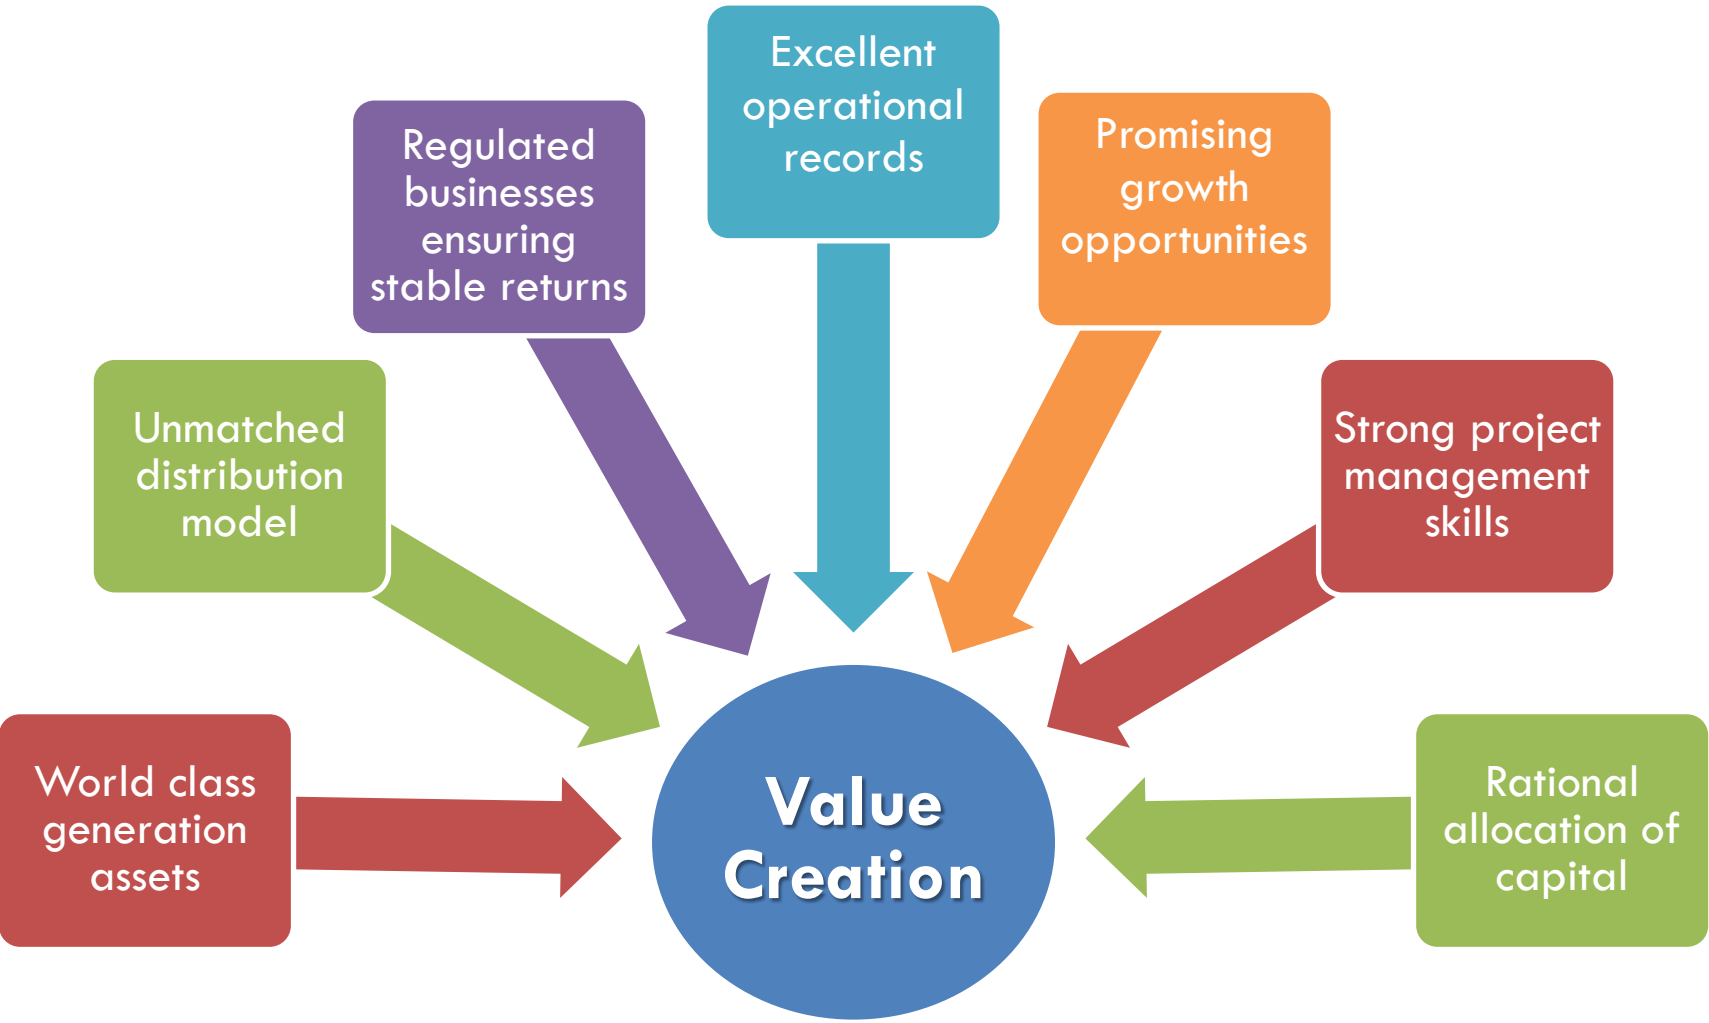 Excellent
operational
records
Regulated
businesses
ensuring
stable returns
Promising
growth
opportunities
Unmatched
distribution
model
Strong project
management
skills
World class
generation
assets
Value
Creation
Rational
allocation of
capital